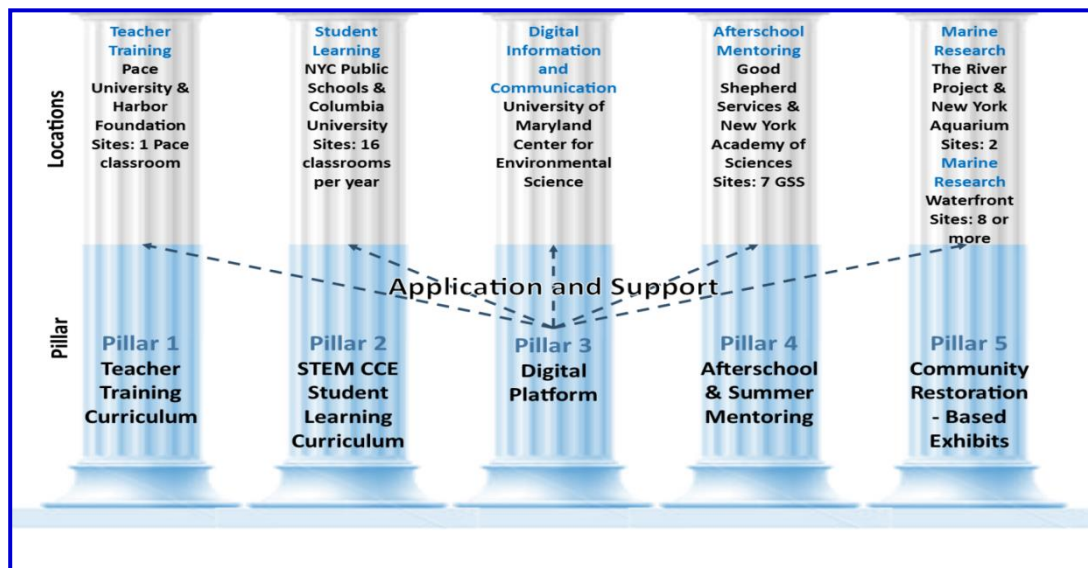 Locations
Teacher
Training
Pace
University &
Harbor
Foundation
Sites: 1 Pace
classroom
Student
Learning
NYC Public
Schools &
Columbia
University
Sites: 16
classrooms
per year
Digital
Information
and
Communication
University of
Maryland
Center for
Environmental
Science
Afterschool
Mentoring
Good
Shepherd
Services &
New York
Academy of
Sciences
Sites: 7 GSS
Marine
Research
The River
Project &
New York
Aquarium
Sites: 2
Marine
Research
Waterfront
Sites: 8 or
more
Application and Support
Pillar
Pillar 1
Teacher
Training
Curriculum
Pillar 2
STEM CCE
Student
Learning
Curriculum
Pillar 3
Digital
Platform
Pillar 4
Afterschool
& Summer
Mentoring
Pillar 5
Community
Restoration
- Based
Exhibits